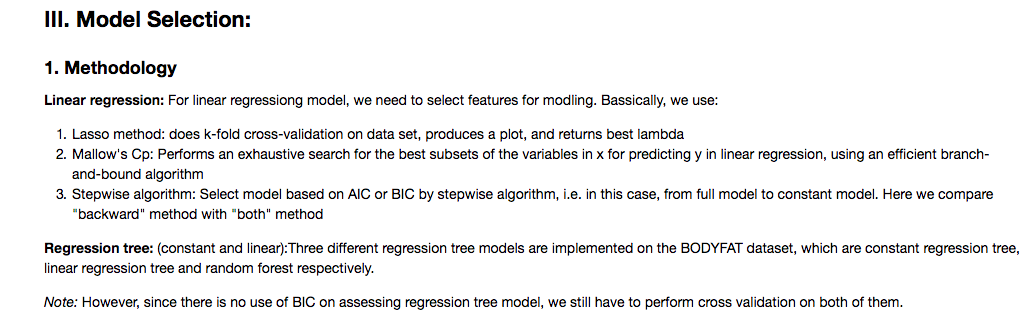 III. Model Selection:
1. Methodology
Linear regression: For linear regressiong model, we need to select features for modling. Bassically, we use:
1. Lasso method: does k-fold cross-validation on data set, produces a plot, and returns best lambda
2. Mallow's Cp: Performs an exhaustive search for the best subsets of the variables in x for predicting y in linear regression, using an efficient branch-
and-bound algorithm
3. Stepwise algorithm: Select model based on AIC or BIC by stepwise algorithm, i.e. in this case, from full model to constant model. Here we compare
"backward" method with "both" method
Regression tree: (constant and linear):Three different regression tree models are implemented on the BODYFAT dataset, which are constant regression tree,
linear regression tree and random forest respectively.
Note: However, since there is no use of BIC on assessing regression tree model, we still have to perform cross validation on both of them.